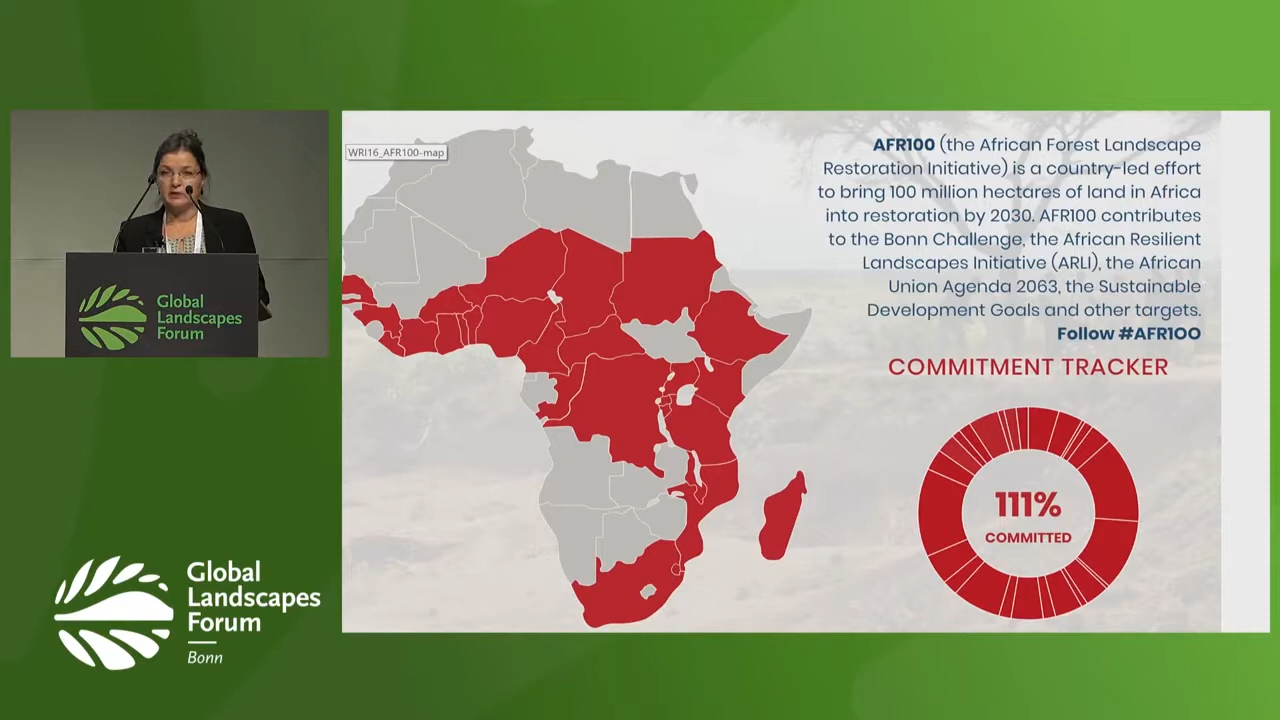 Global
Landscapes
Forum
WRI16_AFR100-map
AFR100 (the African Forest Landscape
Restoration Initiative) is a country-led effort
to bring 100 million hectares of land in Africa
into restoration by 2030. AFR100 contributes
to the Bonn Challenge, the African Resilient
Landscapes Initiative (ARLI), the African
Union Agenda 2063, the Sustainable
Development Goals and other targets.
Follow #AFR100
COMMITMENT TRACKER
111%
COMMITTED
Global
Landscapes
Forum
Bonn